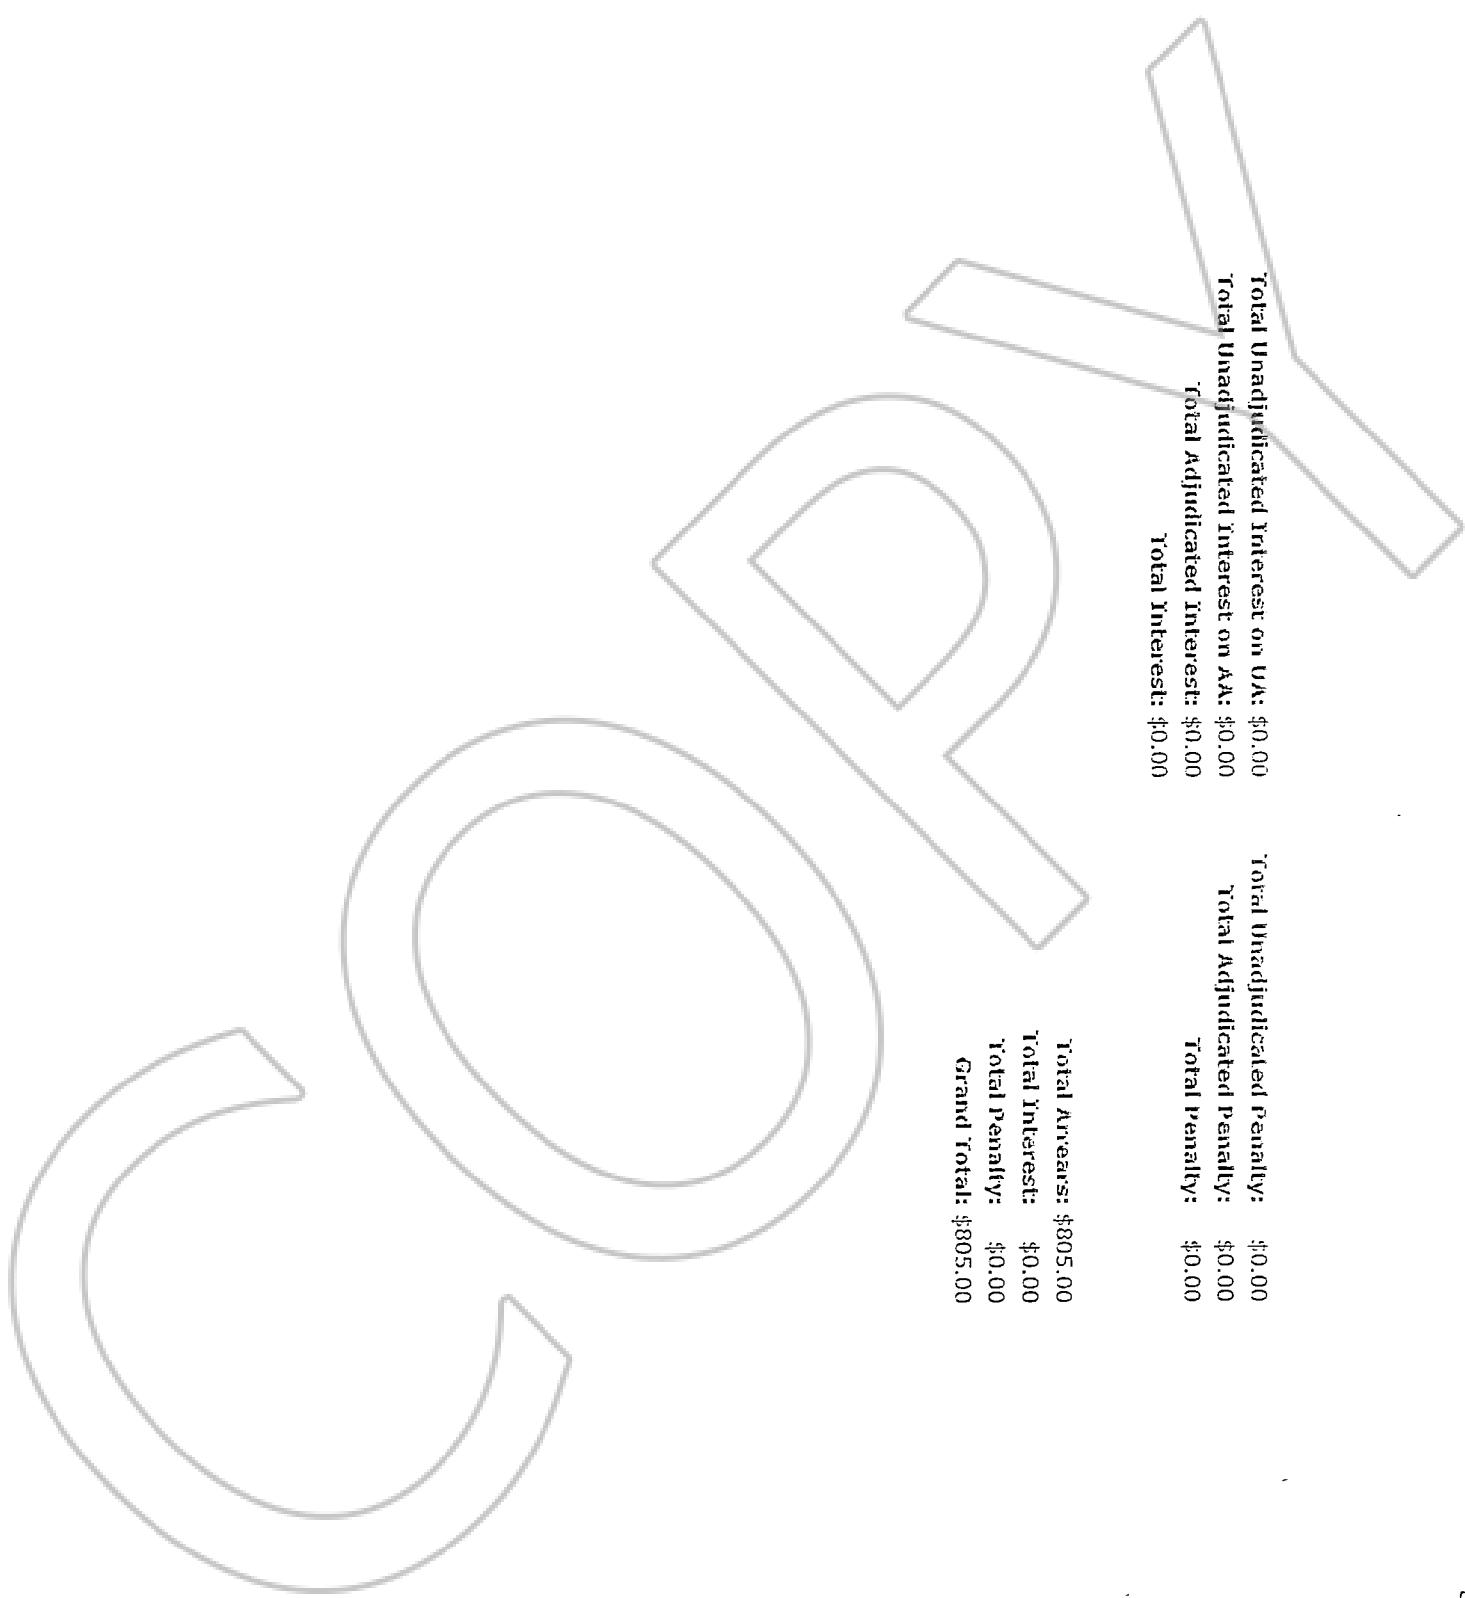 Total Unadjudicated Interest on UA: $0.00
Total Unadjudicated Interest on AA: $0.00
Total Adjudicated Interest: $0.00
Total Interest: $0.00
Total Unadjudicated Penalty: $0.00
Total Adjudicated Penalty: $0.00
Total Penalty: $0.00
Total Arrears: $805.00
Total Interest: $0.00
Total Penalty: $0.00
Grand Total: $805.00
COPY